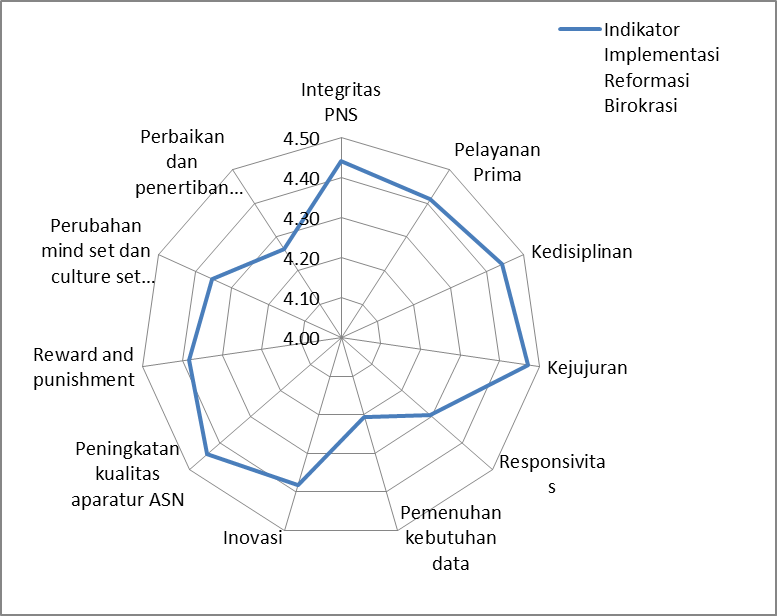 Indikator
Implementasi
Reformasi
Birokrasi
Integritas
PNS
Pelayanan
Prima
Kedisiplinan
Kejujuran
Responsivita
s
Pemenuhan
kebutuhan
data
Inovasi
Peningkatan
kualitas
aparatur ASN
Reward and
punishment
Perubahan
mind set dan
culture set...
Perbaikan
dan
penertiban...
4.50
4.40
4.30
4.20
4.10
4.00